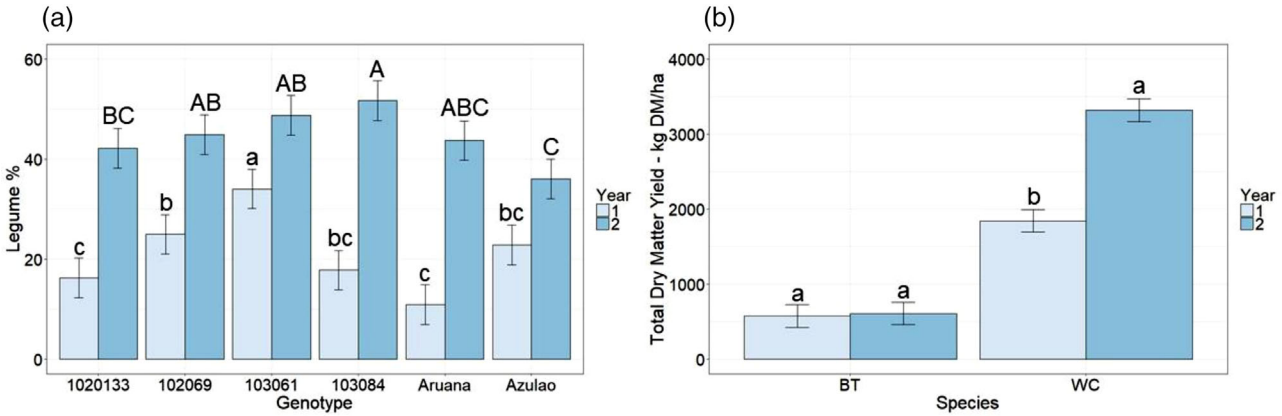 (a)
60
40
20
0
Legume %
BC
AB
AB
A
ABC
C
c
b
a
bc
c
bc
1020133 102069 103061 103084 Aruana Azulao
Genotype
Year
1
2
(b)
4000
3000
2000
1000
0
Total Dry Matter Yield - kg DM/ha
a
a
b
a
BT WC
Species
Year
1
2